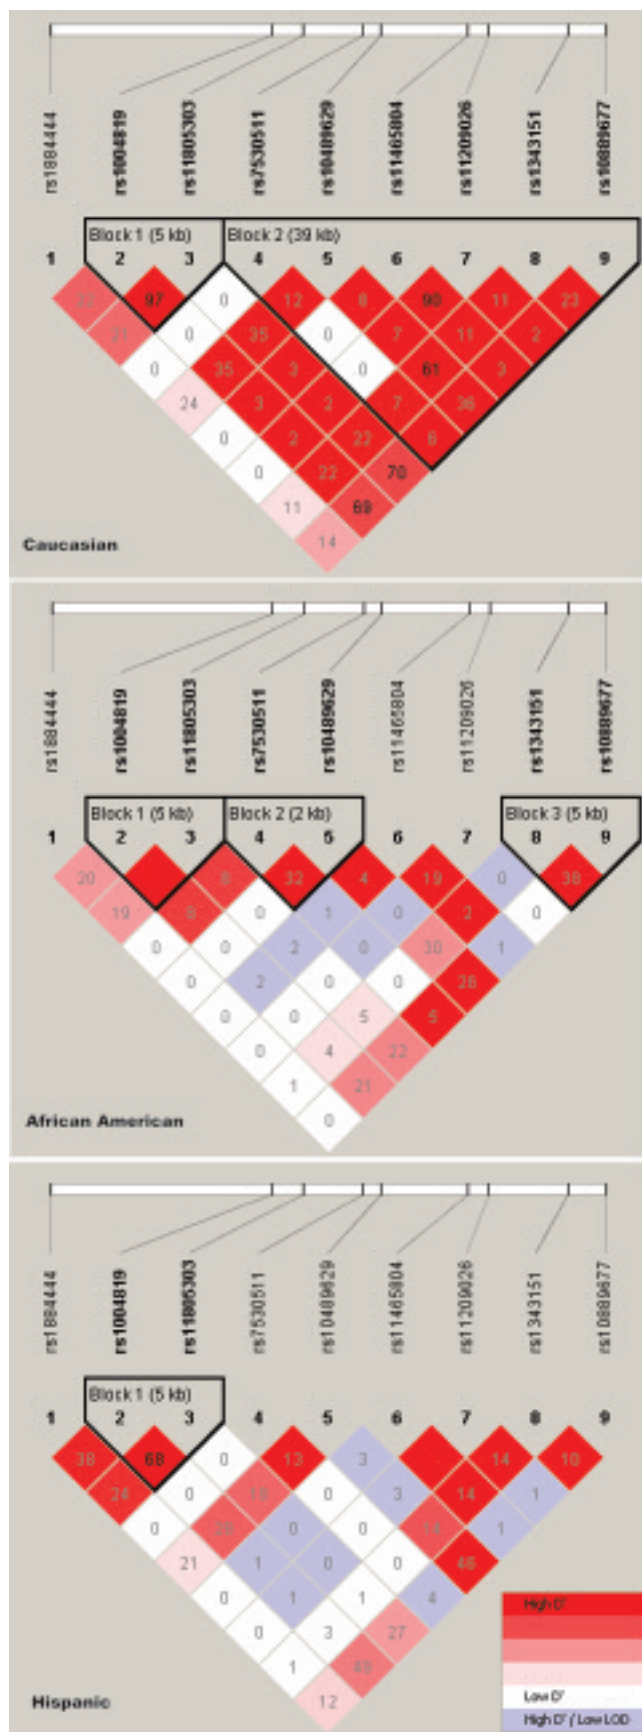 rs1884444 rs1004819 rs11805303 rs7530511 rs10489629 rs11465804 rs11209026 rs1343151 rs10889677
Block 1 (5 kb) Block 2 (39 kb)
1 2 3 4 5 6 7 8 9
97 0 12 8 90 11 23
0 35 0 7 11 2
0 35 3 0 61 3
24 3 2 7 36
0 2 22 6
0 22 70
11 69
14
Caucasian
rs1884444 rs1004819 rs11805303 rs7530511 rs10489629 rs11465804 rs11209026 rs1343151 rs10889677
Block 1 (5 kb) Block 2 (2 kb) Block 3 (5 kb)
1 2 3 4 5 6 7 8 9
20 8 32 4 19 0 38
19 8 0 1 0 2 0
0 0 2 0 30 1
0 2 0 0 28
0 0 5 5
0 4 22
1 21
0
African American
rs1884444 rs1004819 rs11805303 rs7530511 rs10489629 rs11465804 rs11209026 rs1343151 rs10889677
Block 1 (5 kb)
1 2 3 4 5 6 7 8 9
38 68 0 13 3 14 10
24 0 0 3 14 1
0 0 0 1
21 1 0 0 46
0 1 1 4
0 3 27
1 49
12
Hispanic
High D'
Low D'
High D' / Low LOD